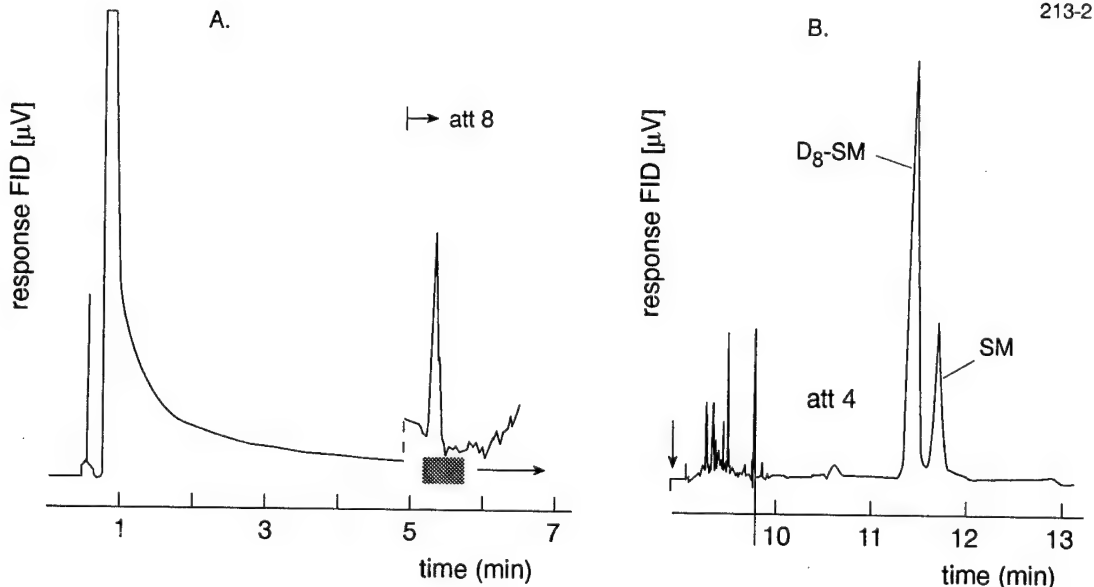 213-2
A.
response FID [μV]
att 8
1 3 5 7
time (min)
B.
response FID [μV]
D₈-SM
SM
att 4
10 11 12 13
time (min)